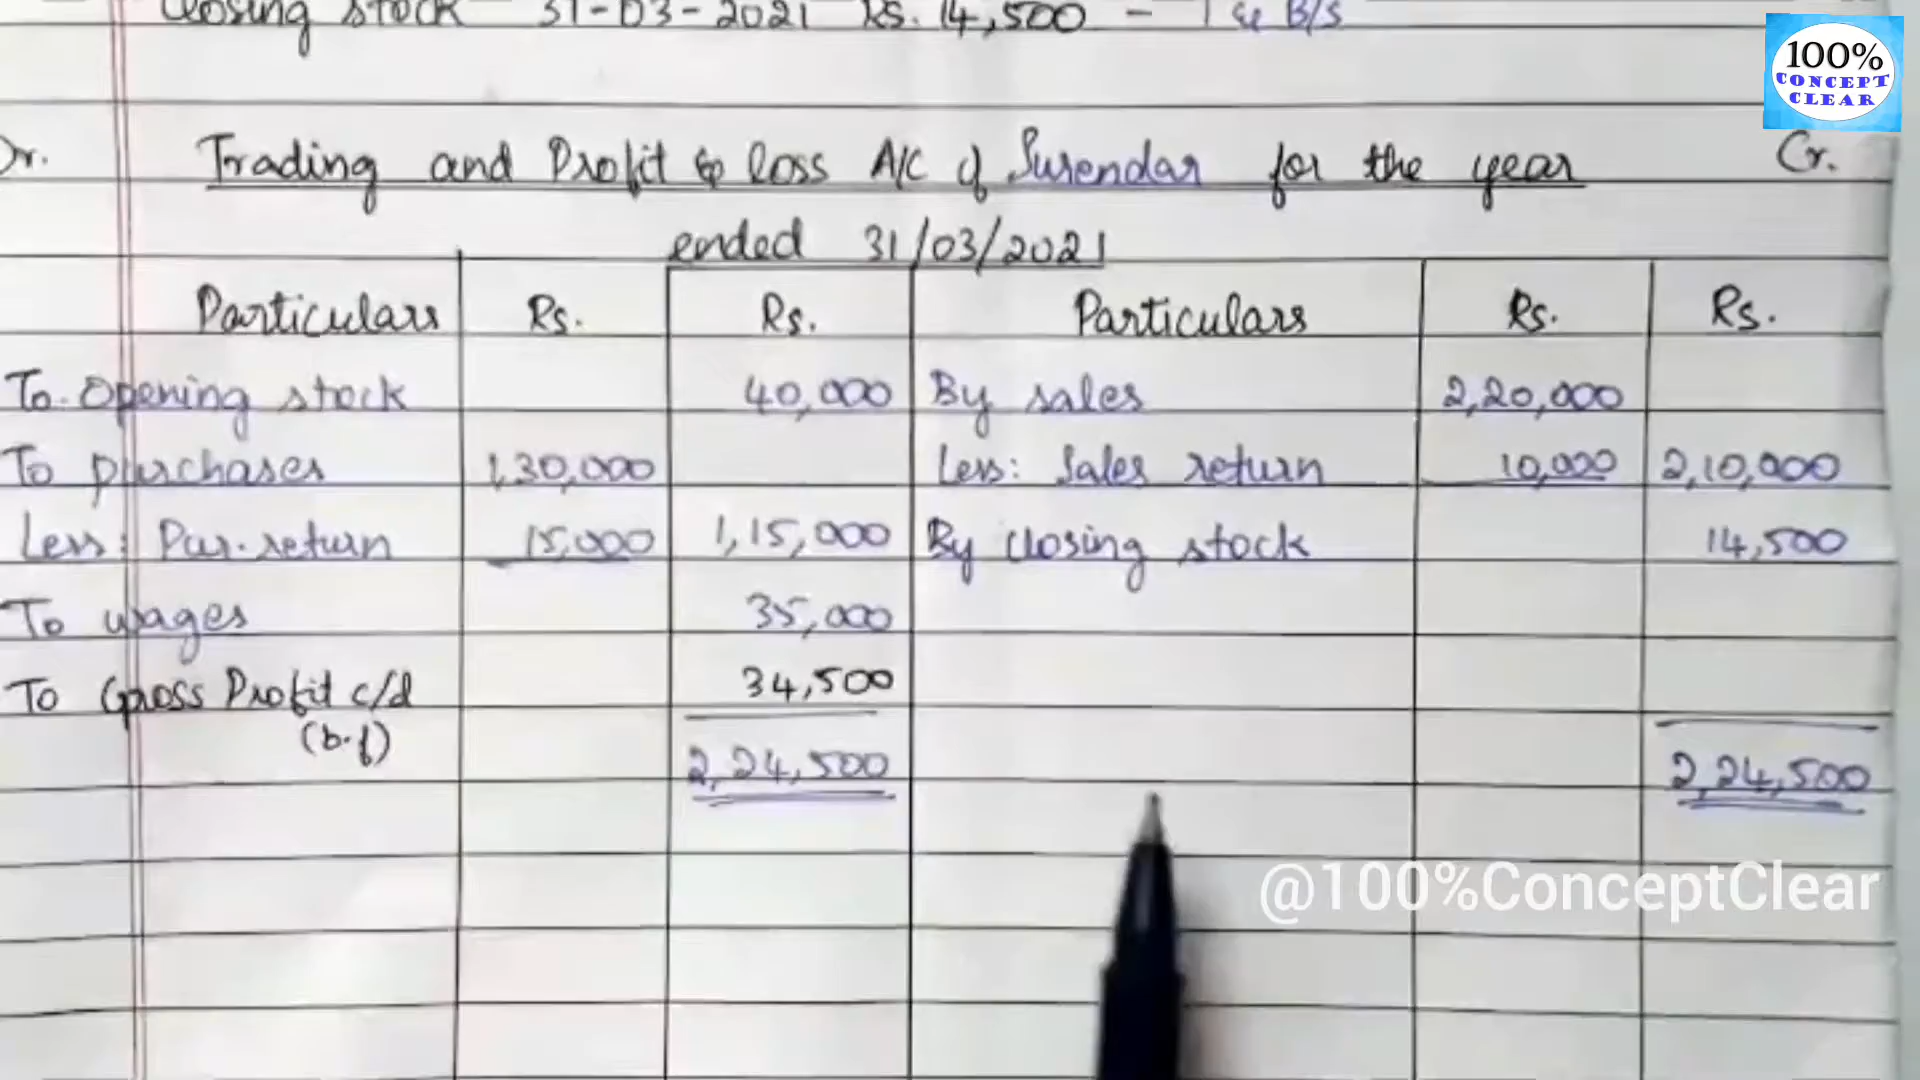 Closing stock 31-03-2021 Rs. 14,500 - T & B/S
100%
CONCEPT
CLEAR
Dr. Trading and Profit & loss A/C of Surendar for the year Cr.
ended 31/03/2021
Particulars Rs. Rs. Particulars Rs. Rs.
To Opening stock 40,000 By sales 2,20,000
To purchases 1,30,000 Less: Sales return 10,000 2,10,000
Less: Pur. return 15,000 1,15,000 By closing stock 14,500
To wages 35,000
To Gross Profit c/d 34,500
(b.f)
2,24,500 2,24,500
@100%ConceptClear